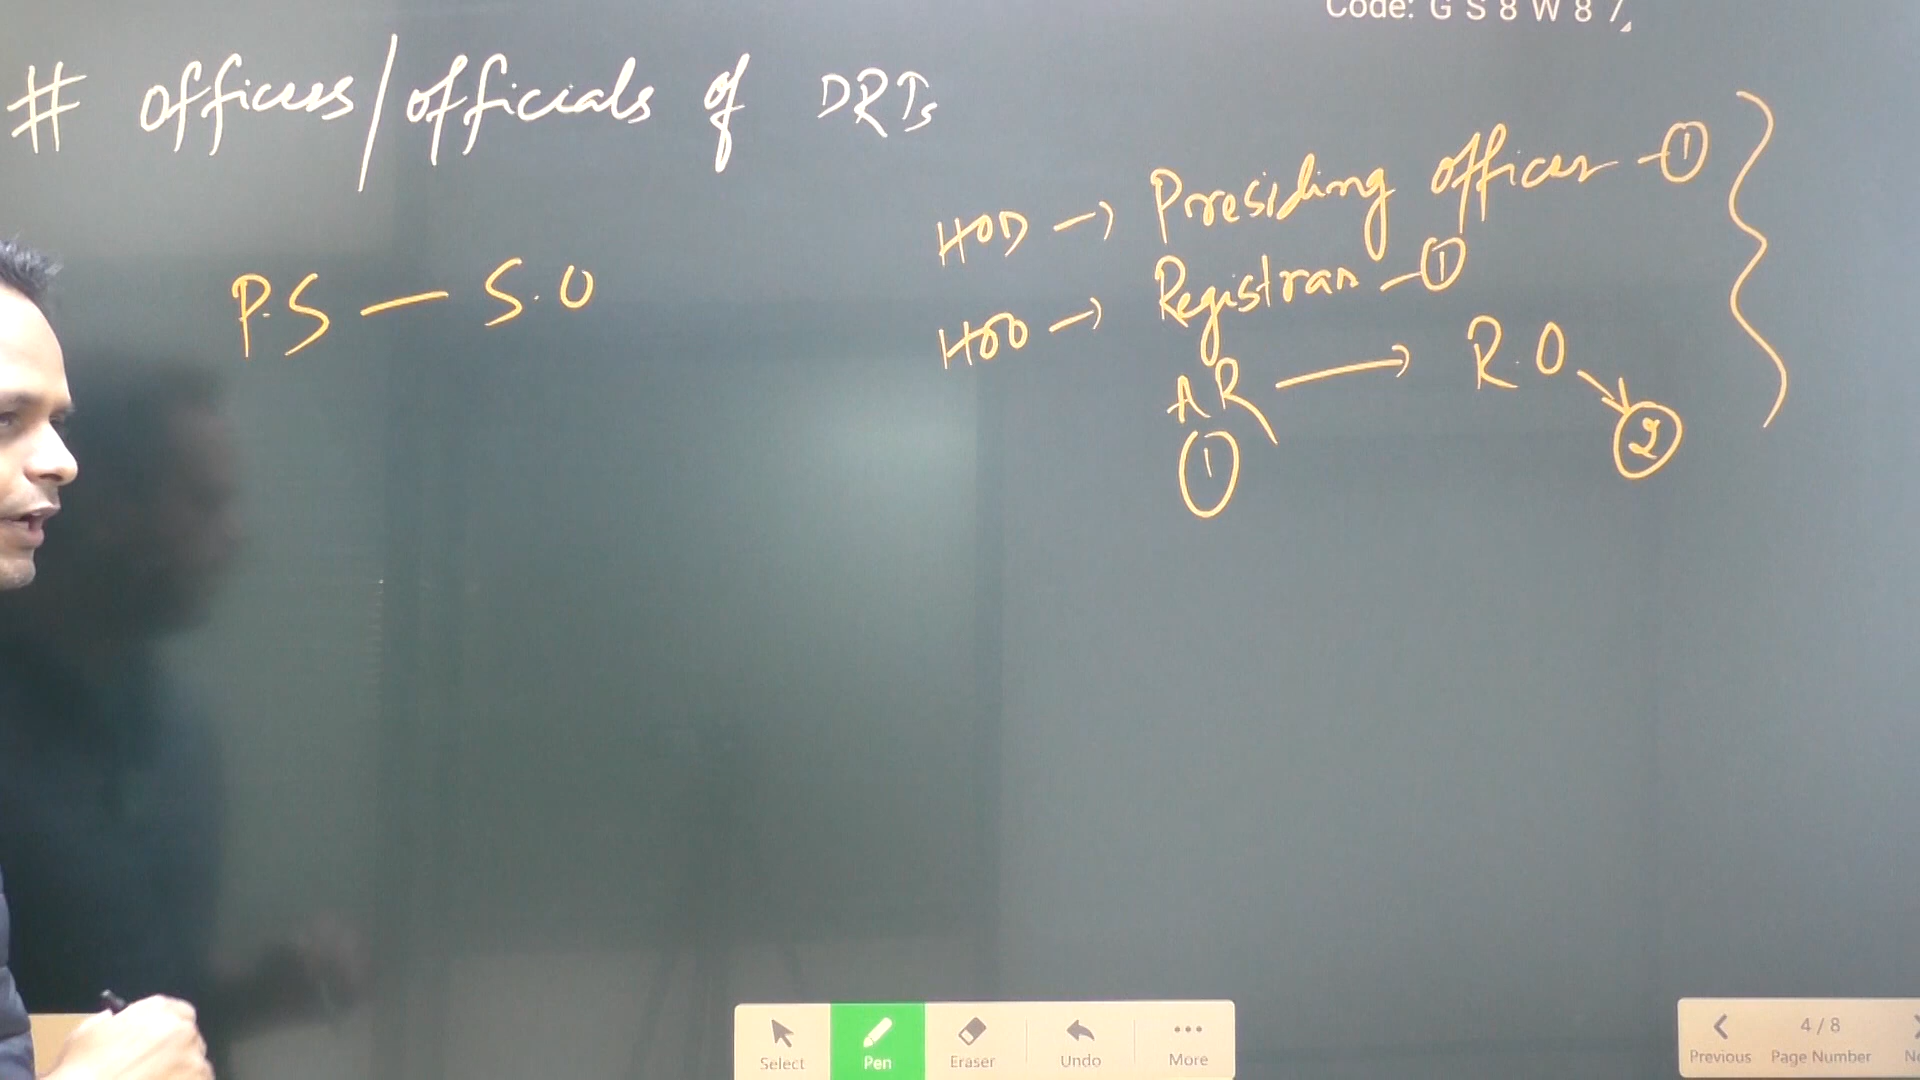 Code: G S 8 W 8 7
# officers/officials of DRTs
HOD → Presiding officer - 1
HOO → Registrar - 1
AR → R.O → 2
1
P.S - S.O
Select
Pen
Eraser
Undo
More
Previous
4 / 8
Page Number